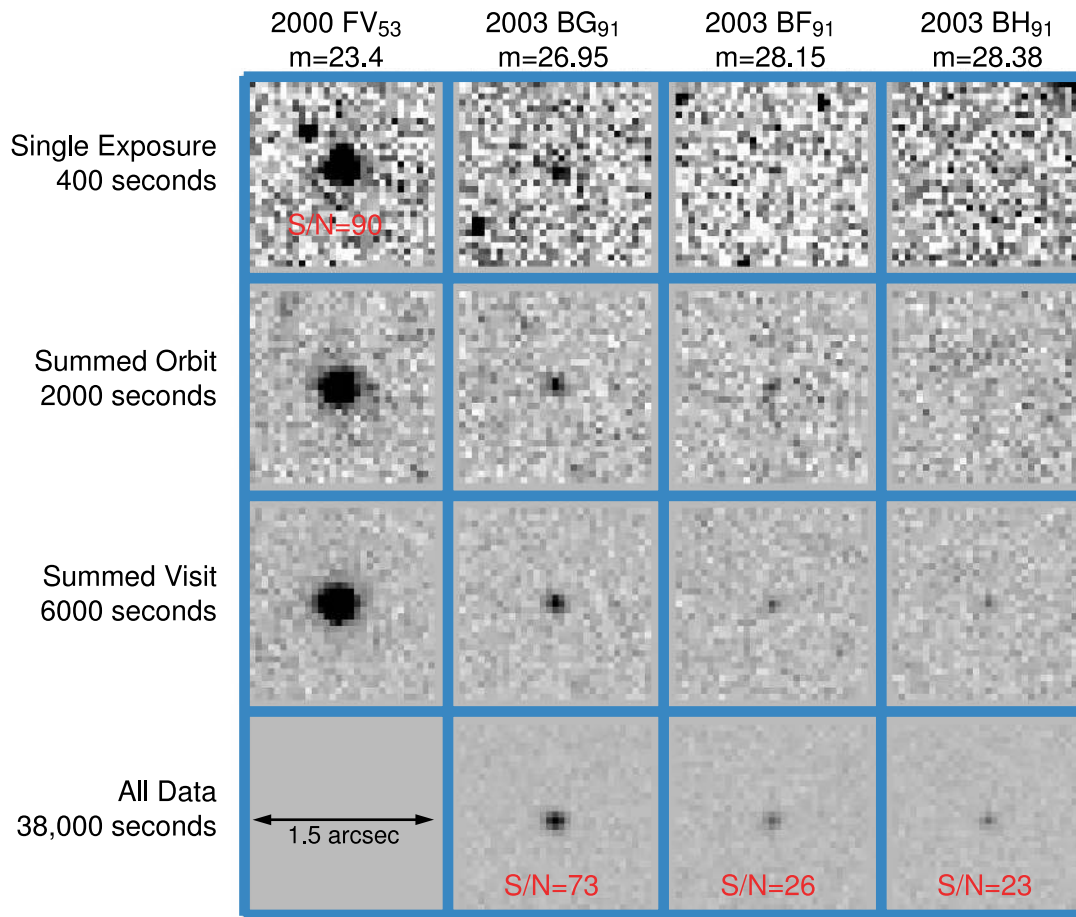 2000 FV53 2003 BG91 2003 BF91 2003 BH91
m=23.4 m=26.95 m=28.15 m=28.38
Single Exposure
400 seconds
S/N=90
Summed Orbit
2000 seconds
Summed Visit
6000 seconds
All Data
38,000 seconds
1.5 arcsec
S/N=73 S/N=26 S/N=23